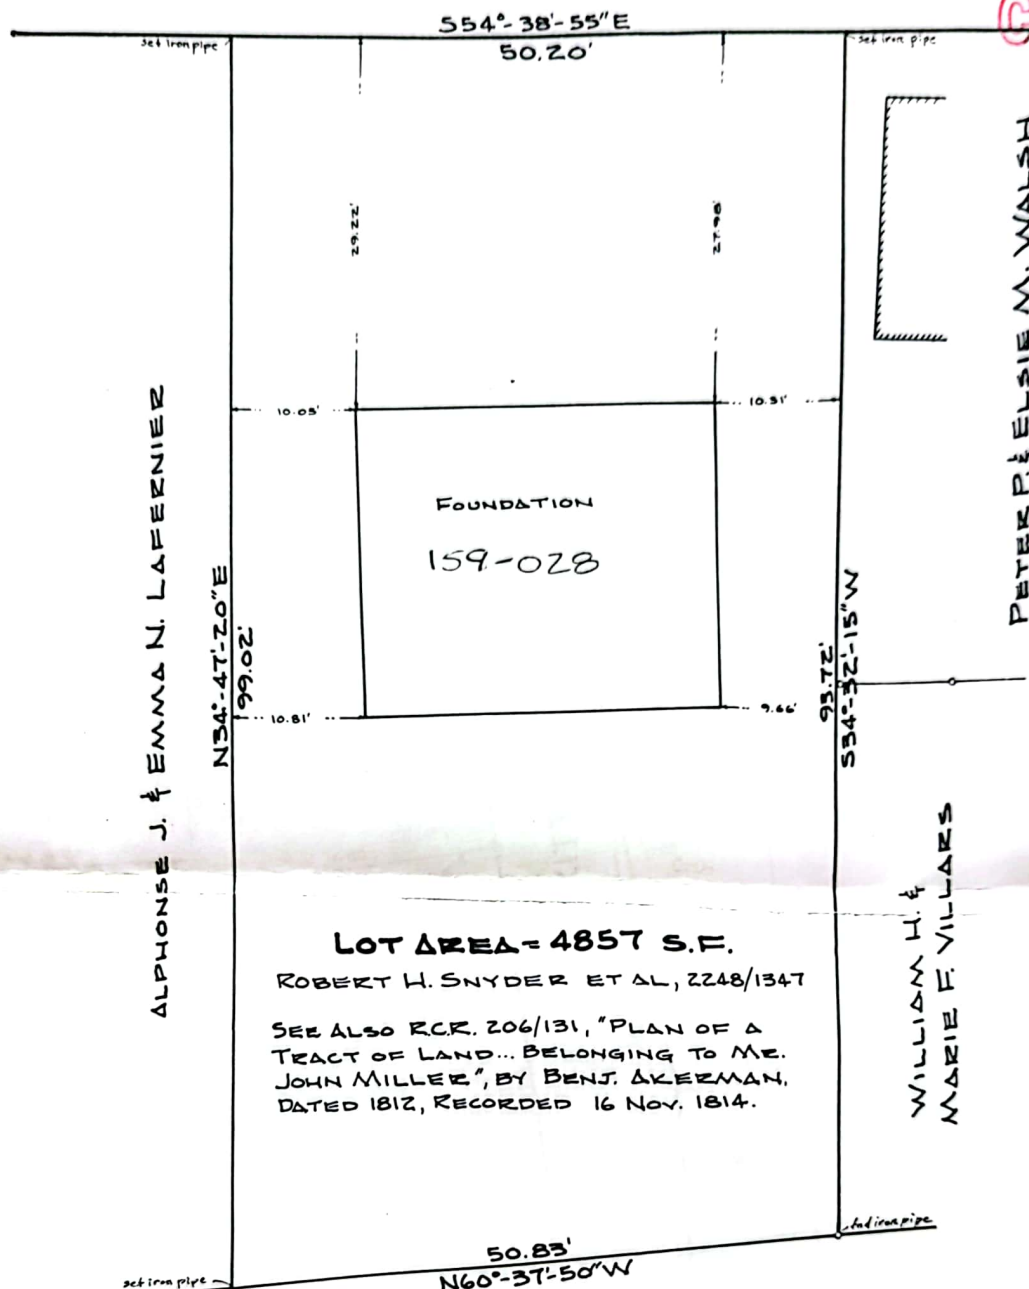 S54°-38'-55"E
50.20'
set iron pipe
set iron pipe
29.22'
27.98'
10.05'
10.31'
FOUNDATION
159-028
10.81'
9.66'
ALPHONSE J. & EMMA N. LAFERNIER
N34°-47'-20"E
99.02'
93.72'
S34°-32'-15"W
PETER P. & ELSIE M. WALSH
WILLIAM H. &
MARIE F. VILLARS
LOT AREA = 4857 S.F.
ROBERT H. SNYDER ET AL, 2248/1347
SEE ALSO R.C.R. 206/131, "PLAN OF A
TRACT OF LAND... BELONGING TO MR.
JOHN MILLER", BY BENJ. AKERMAN,
DATED 1812, RECORDED 16 NOV. 1814.
fnd iron pipe
50.83'
N60°-37'-50"W
set iron pipe